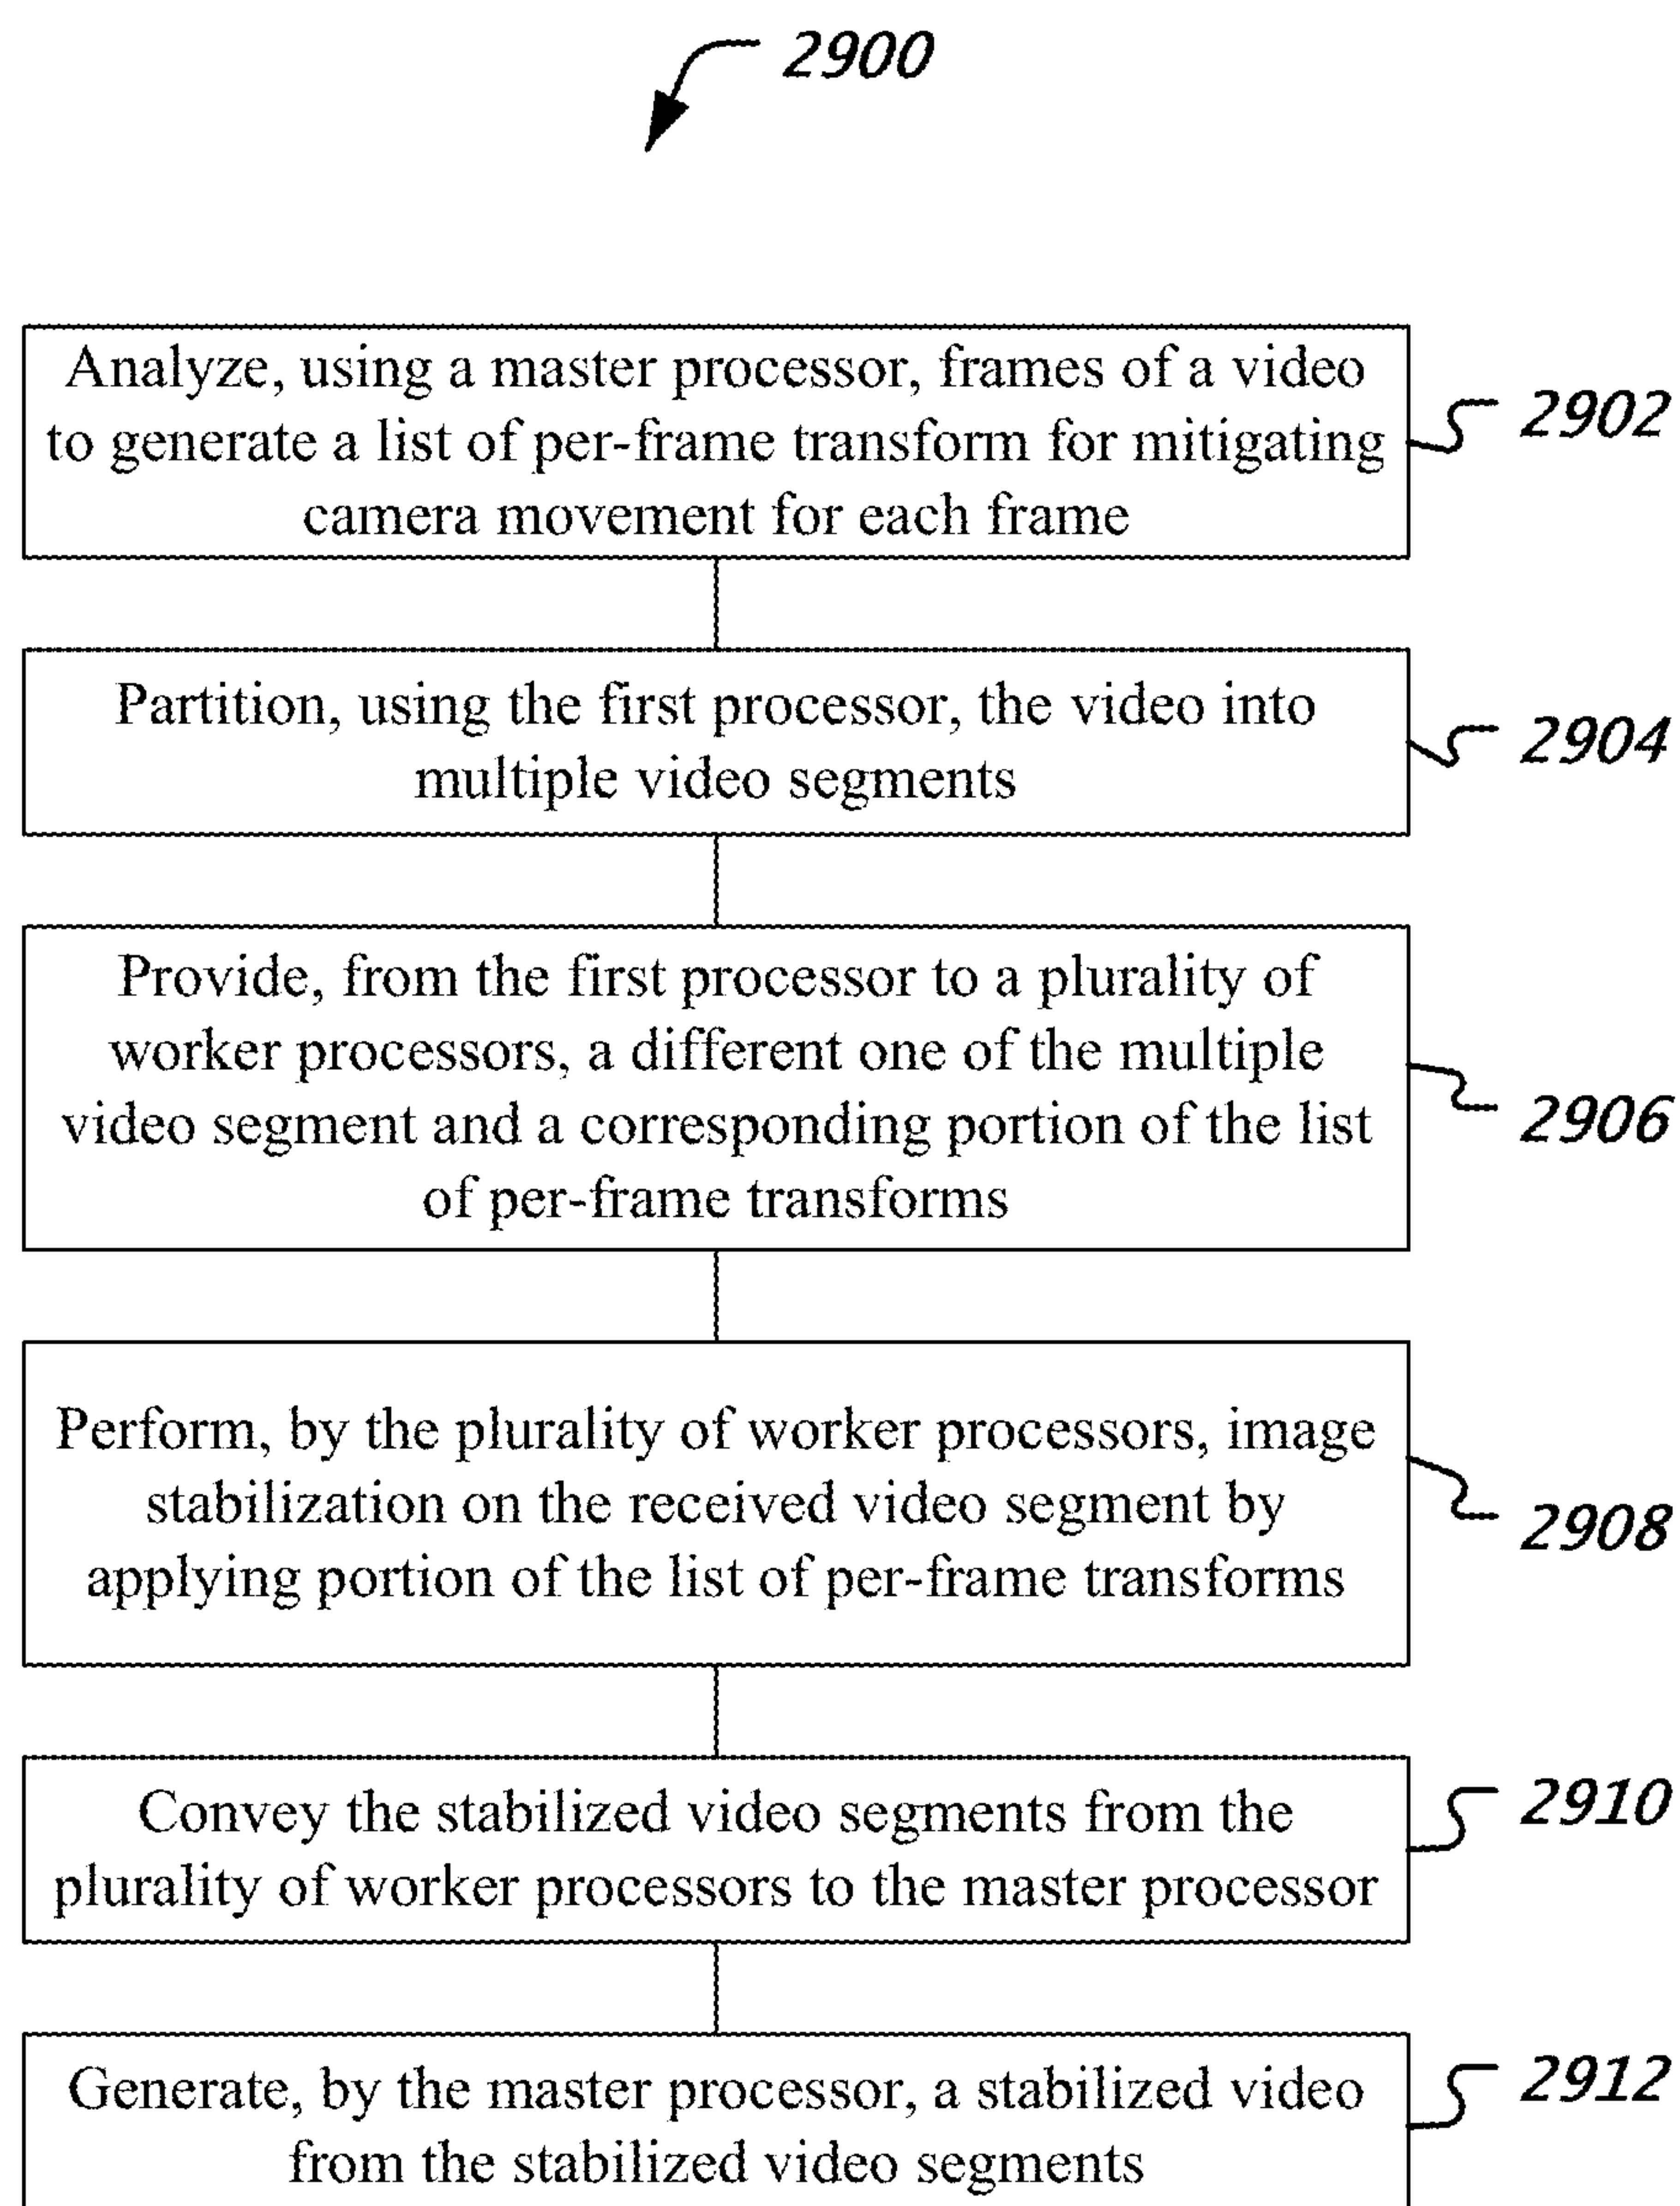 2900
Analyze, using a master processor, frames of a video
to generate a list of per-frame transform for mitigating
camera movement for each frame
2902
Partition, using the first processor, the video into
multiple video segments
2904
Provide, from the first processor to a plurality of
worker processors, a different one of the multiple
video segment and a corresponding portion of the list
of per-frame transforms
2906
Perform, by the plurality of worker processors, image
stabilization on the received video segment by
applying portion of the list of per-frame transforms
2908
Convey the stabilized video segments from the
plurality of worker processors to the master processor
2910
Generate, by the master processor, a stabilized video
from the stabilized video segments
2912